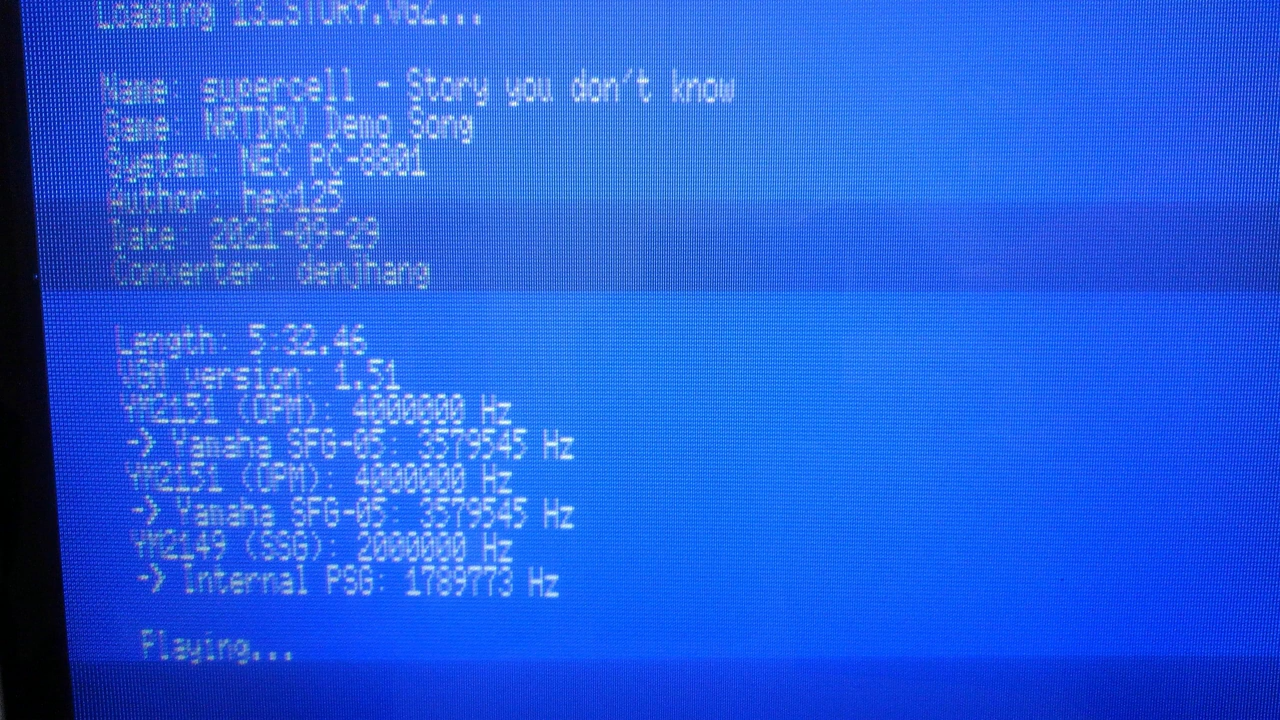 Loading 13_STORY.VGZ...
Name: supercell - Story you don't know
Game: NRTDRV Demo Song
System: NEC PC-8801
Author: hex125
Date: 2021-09-29
Converter: denjhang
Length: 5:32.46
VGM version: 1.51
YM2151 (OPM): 4000000 Hz
-> Yamaha SFG-05: 3579545 Hz
YM2151 (OPM): 4000000 Hz
-> Yamaha SFG-05: 3579545 Hz
YM2149 (SSG): 2000000 Hz
-> Internal PSG: 1789773 Hz
Playing...